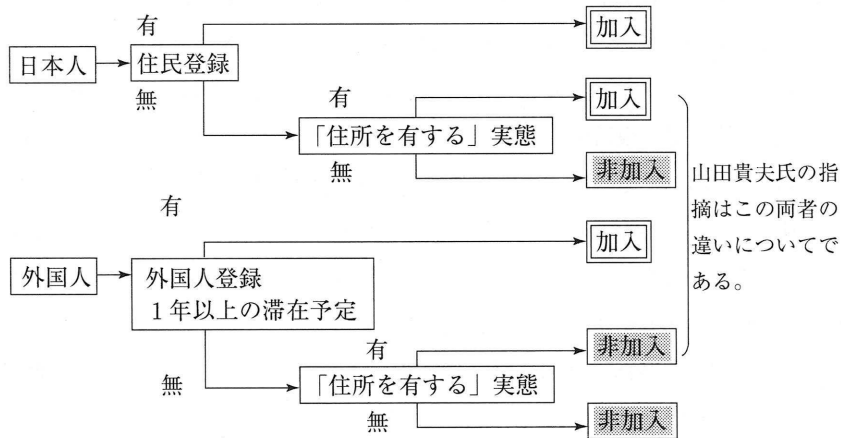 有
加入
日本人
住民登録
無
有
加入
「住所を有する」実態
無
非加入
山田貴夫氏の指
摘はこの両者の
違いについてで
ある。
有
加入
外国人
外国人登録
1年以上の滞在予定
有
非加入
無
「住所を有する」実態
無
非加入